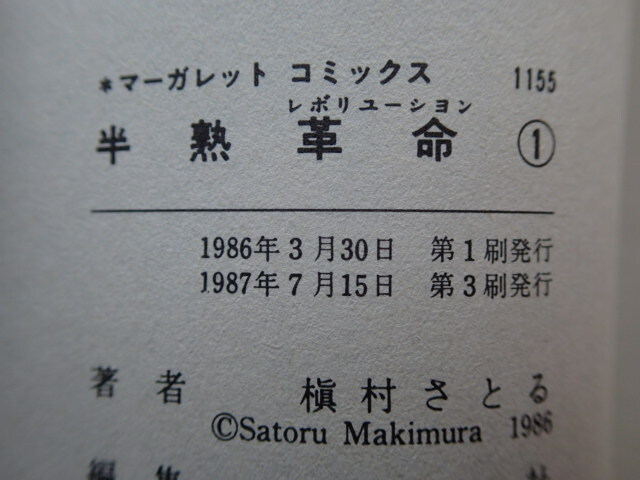 *マーガレット コミックス 1155
レボリューション
半熟革命 ①
1986年3月30日 第1刷発行
1987年7月15日 第3刷発行
著者 槇村さとる
©Satoru Makimura 1986
編集